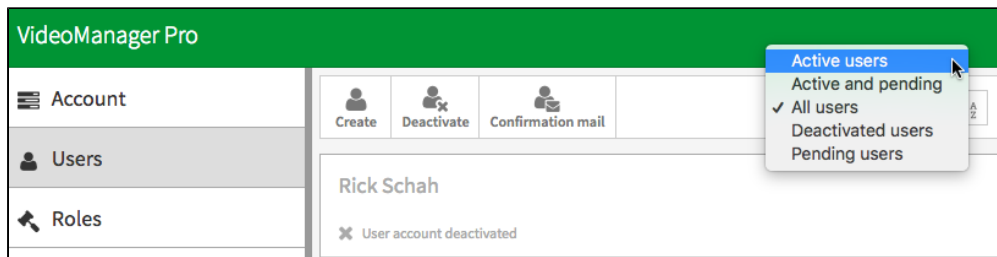 VideoManager Pro
Account
Users
Roles
Create
Deactivate
Confirmation mail
Active users
Active and pending
✓ All users
Deactivated users
Pending users
A
Z
Rick Schah
User account deactivated